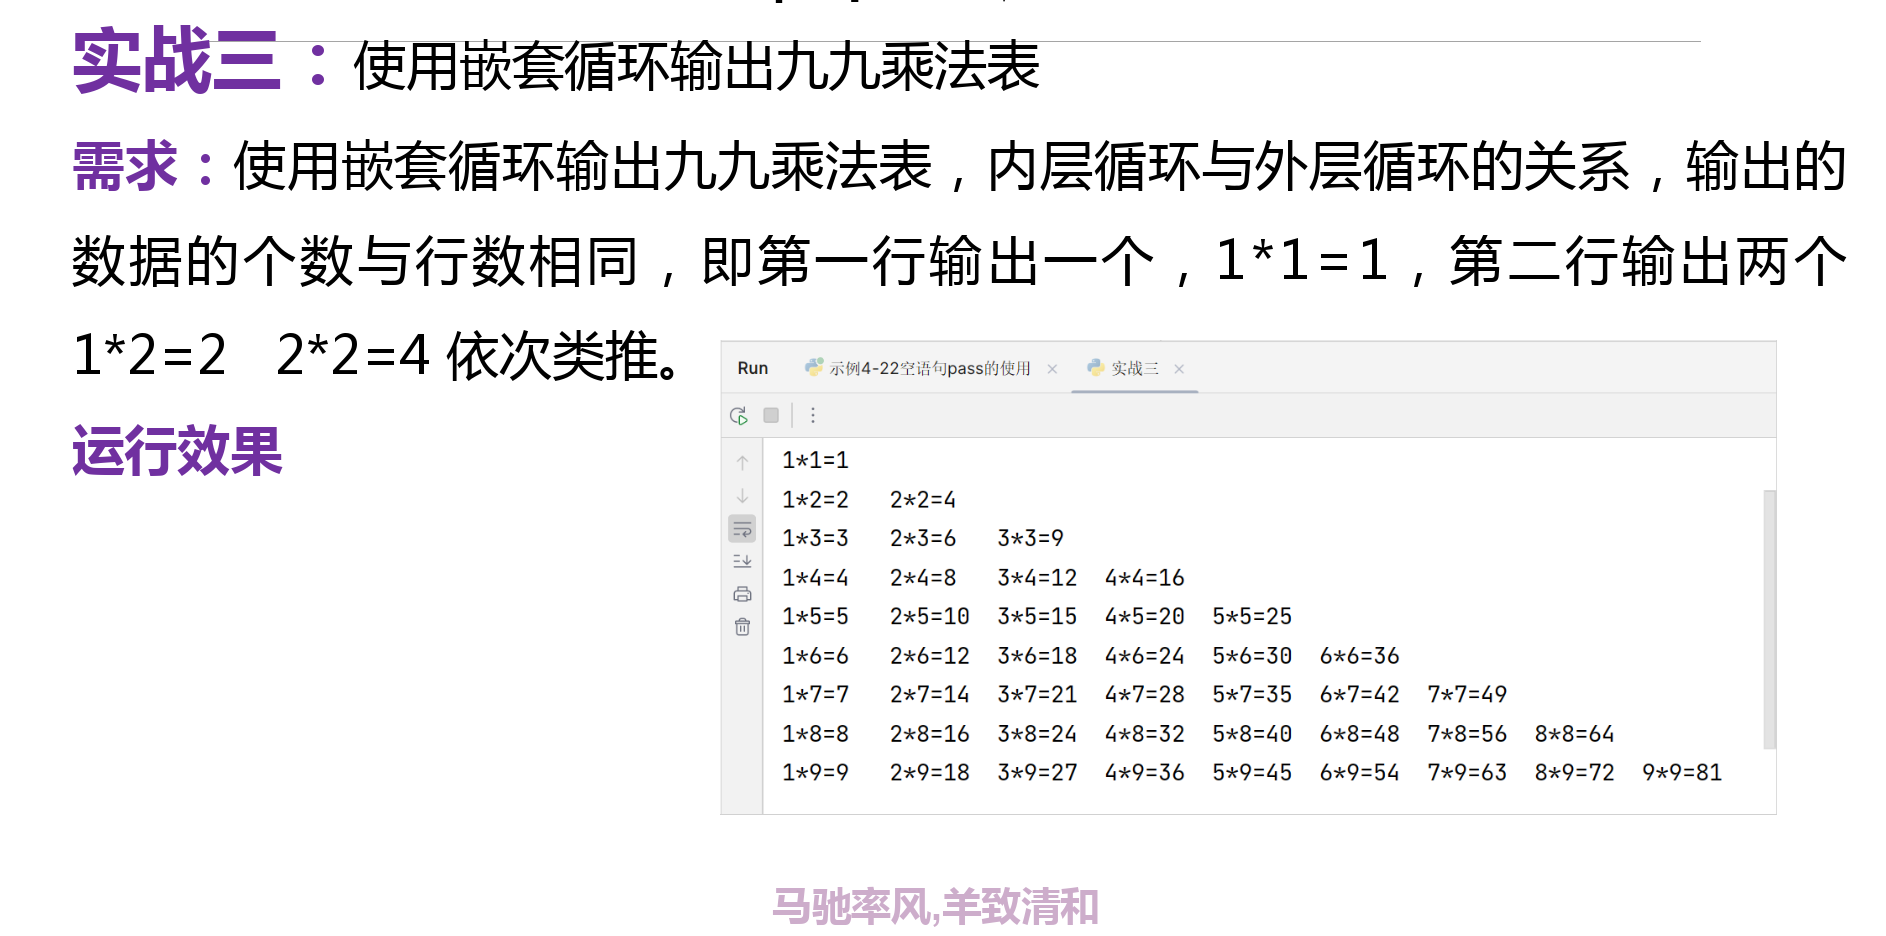 实战三：使用嵌套循环输出九九乘法表
需求：使用嵌套循环输出九九乘法表，内层循环与外层循环的关系，输出的
数据的个数与行数相同，即第一行输出一个，1*1=1，第二行输出两个
1*2=2 2*2=4 依次类推。
运行效果
Run 示例4-22空语句pass的使用 × 实战三 ×
1*1=1
1*2=2 2*2=4
1*3=3 2*3=6 3*3=9
1*4=4 2*4=8 3*4=12 4*4=16
1*5=5 2*5=10 3*5=15 4*5=20 5*5=25
1*6=6 2*6=12 3*6=18 4*6=24 5*6=30 6*6=36
1*7=7 2*7=14 3*7=21 4*7=28 5*7=35 6*7=42 7*7=49
1*8=8 2*8=16 3*8=24 4*8=32 5*8=40 6*8=48 7*8=56 8*8=64
1*9=9 2*9=18 3*9=27 4*9=36 5*9=45 6*9=54 7*9=63 8*9=72 9*9=81
马驰率风,羊致清和